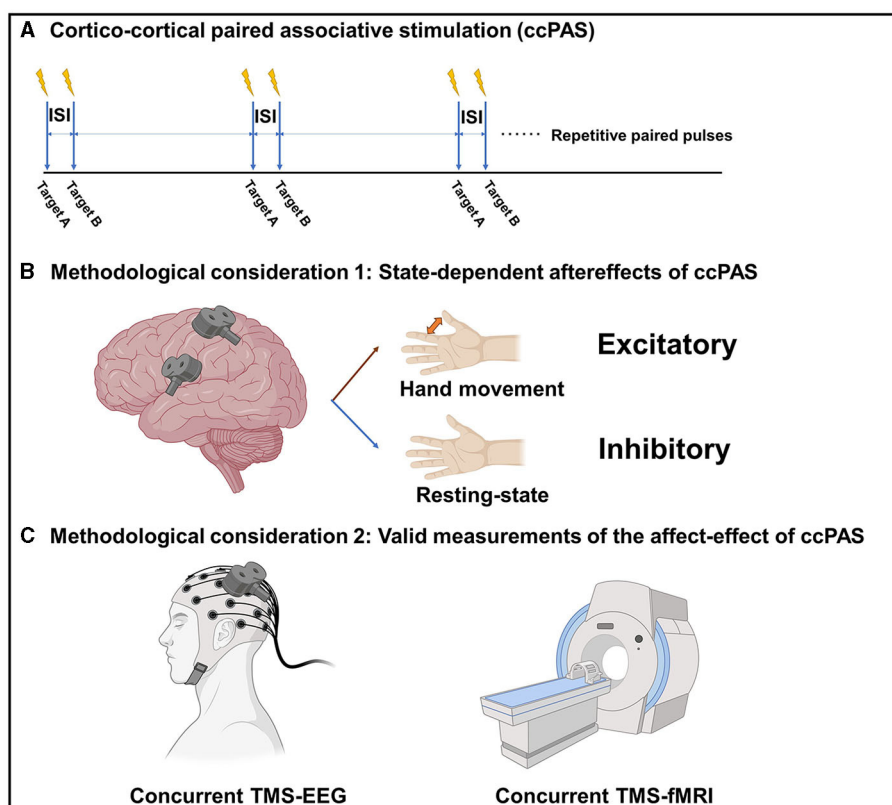 A Cortico-cortical paired associative stimulation (ccPAS)
ISI ISI ISI
Repetitive paired pulses
Target A Target B Target A Target B Target A Target B
B Methodological consideration 1: State-dependent aftereffects of ccPAS
Excitatory
Hand movement
Inhibitory
Resting-state
C Methodological consideration 2: Valid measurements of the affect-effect of ccPAS
Concurrent TMS-EEG Concurrent TMS-fMRI